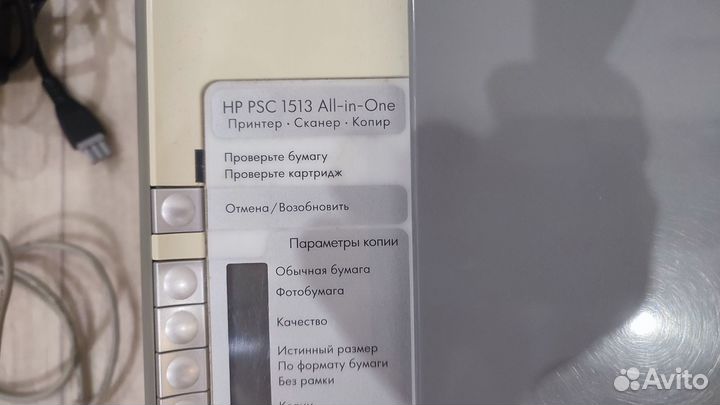 HP PSC 1513 All-in-One
Принтер · Сканер · Копир
Проверьте бумагу
Проверьте картридж
Отмена/Возобновить
Параметры копии
Обычная бумага
Фотобумага
Качество
Истинный размер
По формату бумаги
Без рамки
Avito